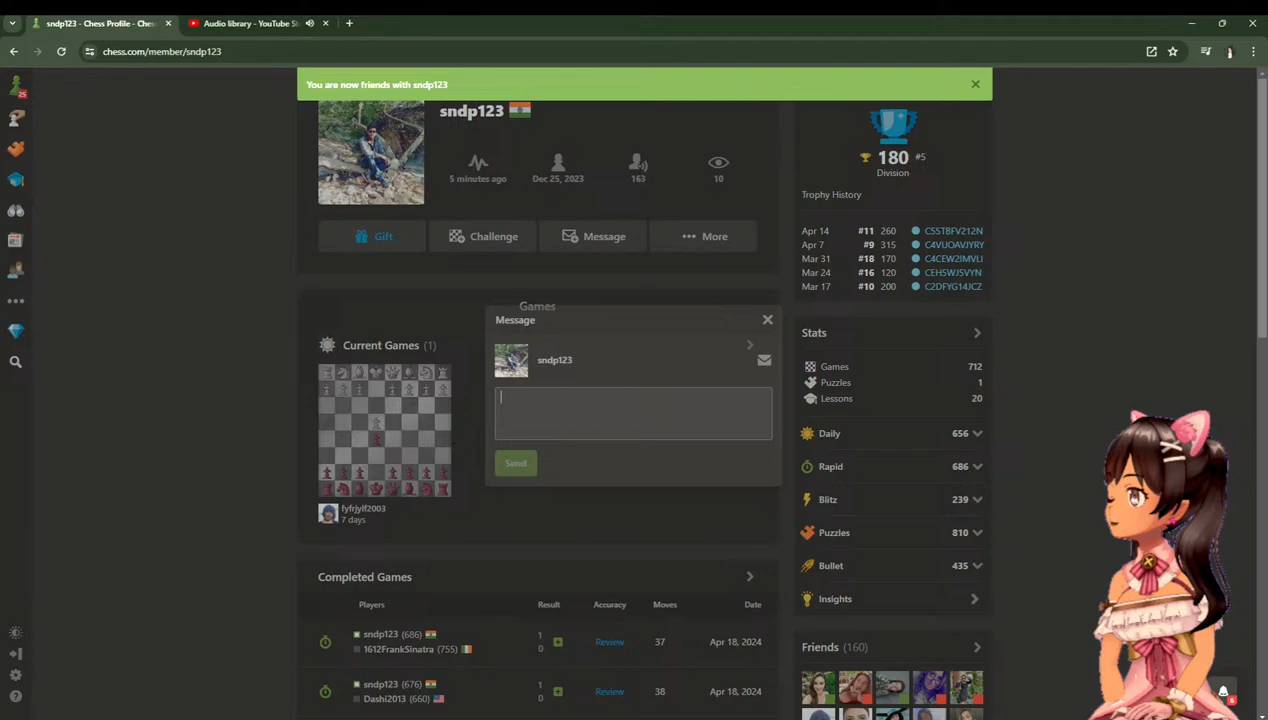 sndp123 - Chess Profile - Ches
Audio library - YouTube St
chess.com/member/sndp123
25
You are now friends with sndp123
sndp123
5 minutes ago
Dec 25, 2023
163
10
Gift
Challenge
Message
More
Games
Current Games (1)
fyfrjylf2003
7 days
Message
sndp123
Send
Completed Games
Players
Result
Accuracy
Moves
Date
sndp123 (686)
1612FrankSinatra (755)
1
0
Review
37
Apr 18, 2024
sndp123 (676)
Dashi2013 (660)
1
0
Review
38
Apr 18, 2024
180 #5
Division
Trophy History
Apr 14 #11 260 C5STBFV212N
Apr 7 #9 315 C4VUOAVJYRY
Mar 31 #18 170 C4CEW2IMVLI
Mar 24 #16 120 CEH5WJSVYN
Mar 17 #10 200 C2DFYG14JCZ
Stats
Games 712
Puzzles 1
Lessons 20
Daily 656
Rapid 686
Blitz 239
Puzzles 810
Bullet 435
Insights
Friends (160)